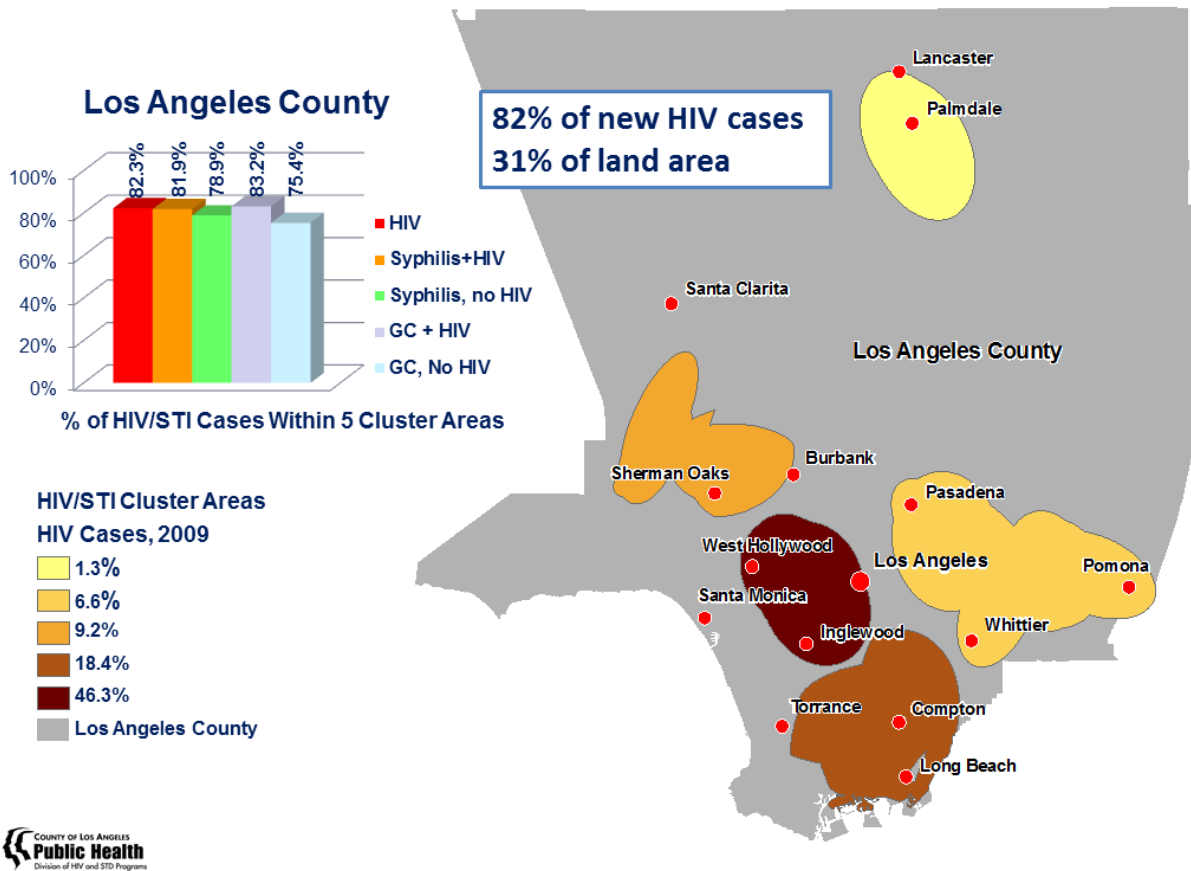 Los Angeles County
82.3%
81.9%
78.9%
83.2%
75.4%
100%
80%
60%
40%
20%
0%
HIV
Syphilis+HIV
Syphilis, no HIV
GC + HIV
GC, No HIV
% of HIV/STI Cases Within 5 Cluster Areas
82% of new HIV cases
31% of land area
HIV/STI Cluster Areas
HIV Cases, 2009
1.3%
6.6%
9.2%
18.4%
46.3%
Los Angeles County
Lancaster
Palmdale
Santa Clarita
Los Angeles County
Burbank
Sherman Oaks
Pasadena
West Hollywood
Los Angeles
Pomona
Santa Monica
Whittier
Inglewood
Torrance
Compton
Long Beach
COUNTY OF LOS ANGELES
Public Health
Division of HIV and STD Programs